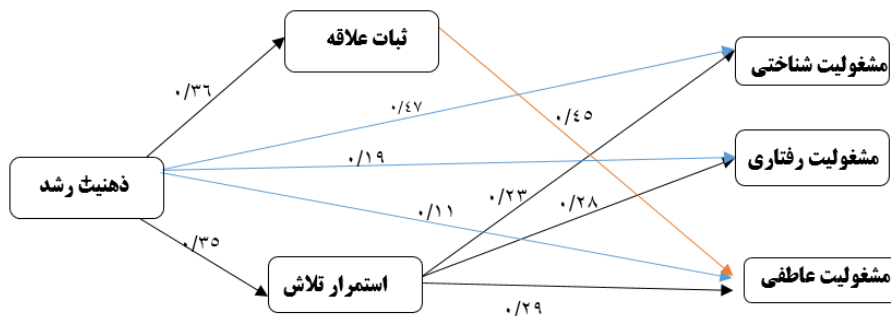 ثبات علاقه
مشغولیت شناختی
۰/۳۶
۰/۴۷
۰/۴۵
۰/۱۹
مشغولیت رفتاری
ذهنیت رشد
۰/۲۳
۰/۲۸
۰/۱۱
۰/۳۵
استمرار تلاش
مشغولیت عاطفی
۰/۲۹